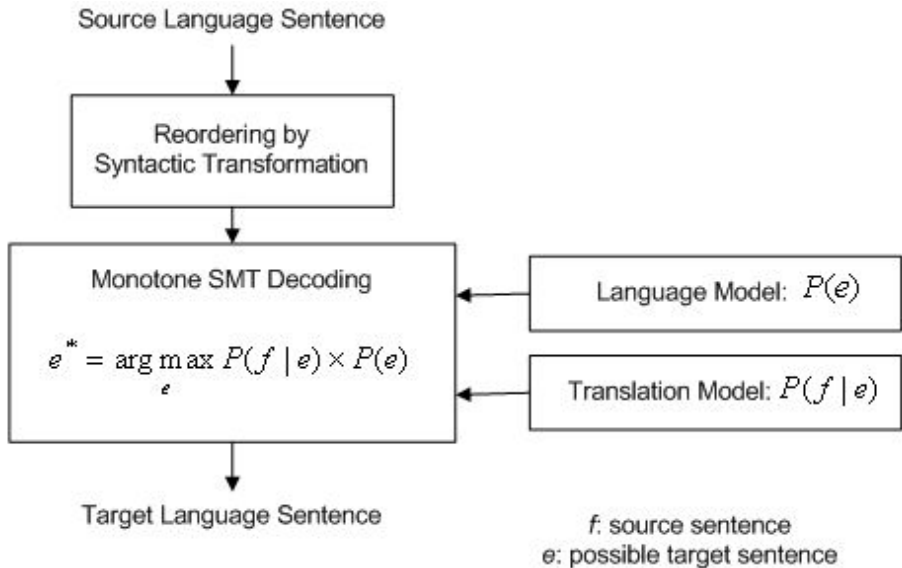 Source Language Sentence
Reordering by
Syntactic Transformation
Monotone SMT Decoding
e* = arg max P(f | e) × P(e)
e
Language Model: P(e)
Translation Model: P(f | e)
Target Language Sentence
f: source sentence
e: possible target sentence